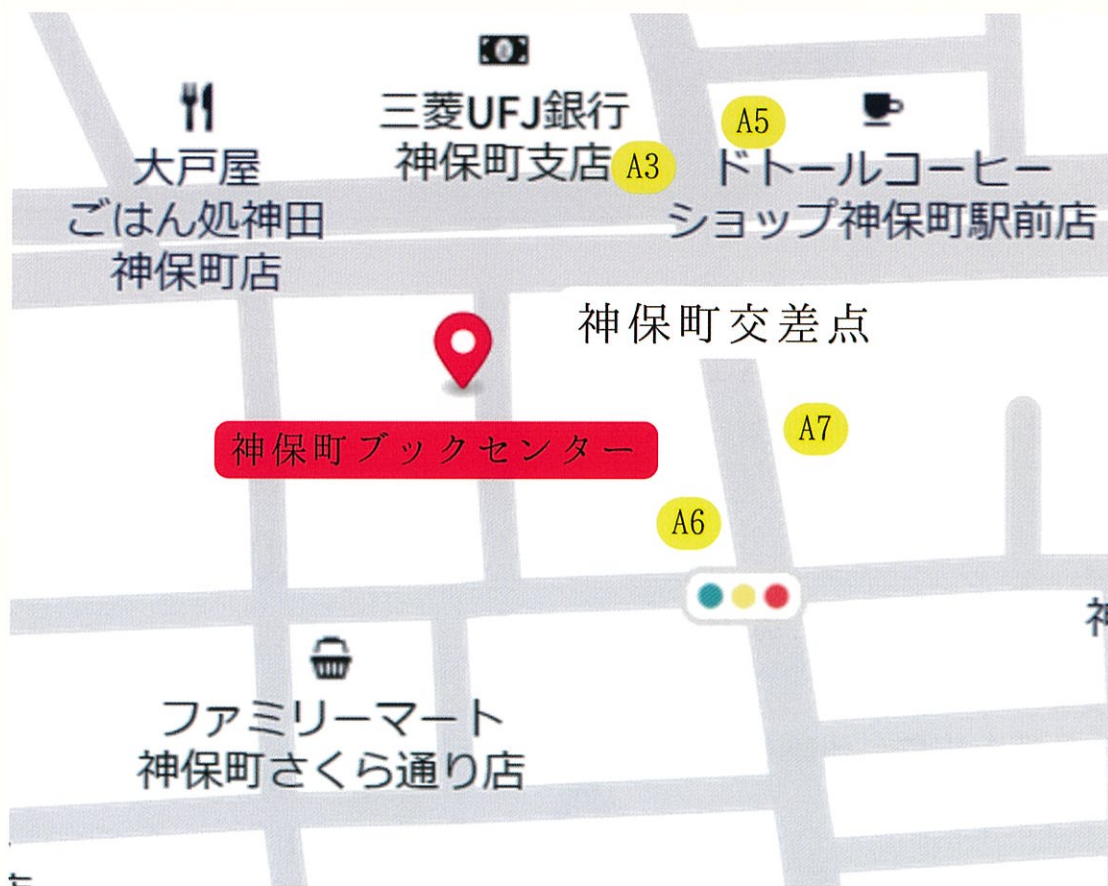 三菱UFJ銀行
神保町支店
A3
A5
大戸屋
ごはん処神田
神保町店
ドトールコーヒー
ショップ神保町駅前店
神保町交差点
神保町ブックセンター
A7
A6
ファミリーマート
神保町さくら通り店
神